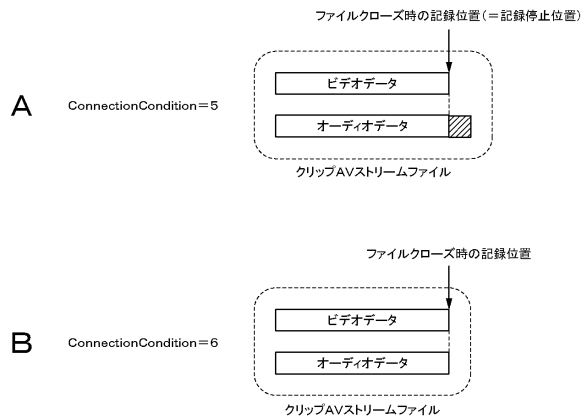 ファイルクローズ時の記録位置(=記録停止位置)
A
ConnectionCondition=5
ビデオデータ
オーディオデータ
クリップAVストリームファイル
ファイルクローズ時の記録位置
B
ConnectionCondition=6
ビデオデータ
オーディオデータ
クリップAVストリームファイル